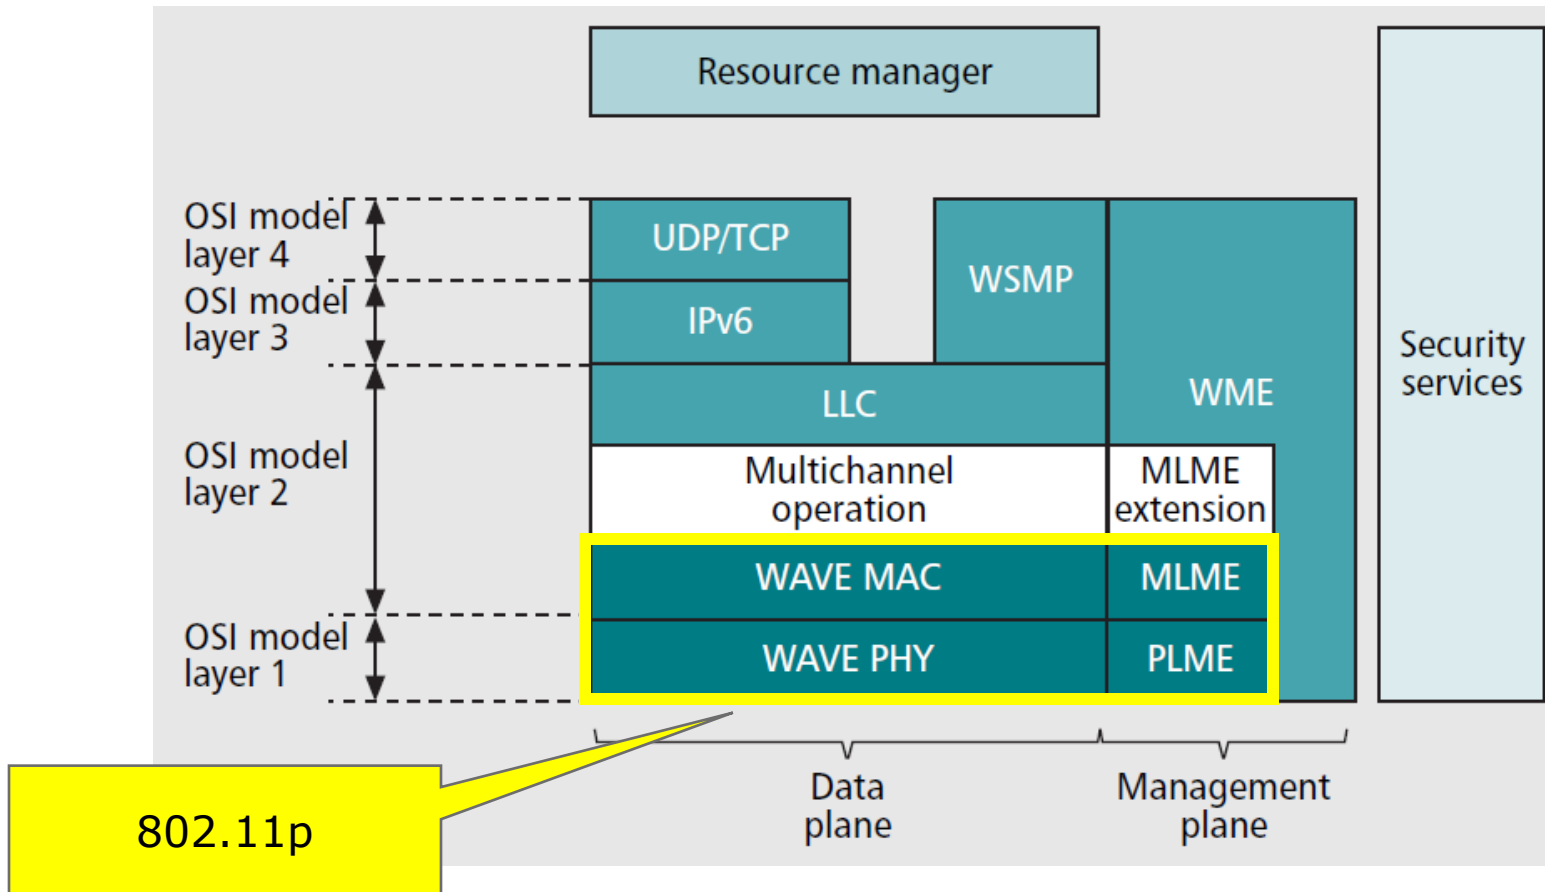 Resource manager
OSI model
layer 4
UDP/TCP
WSMP
OSI model
layer 3
IPv6
Security
services
LLC
WME
OSI model
layer 2
Multichannel
operation
MLME
extension
WAVE MAC
MLME
OSI model
layer 1
WAVE PHY
PLME
Data
plane
Management
plane
802.11p